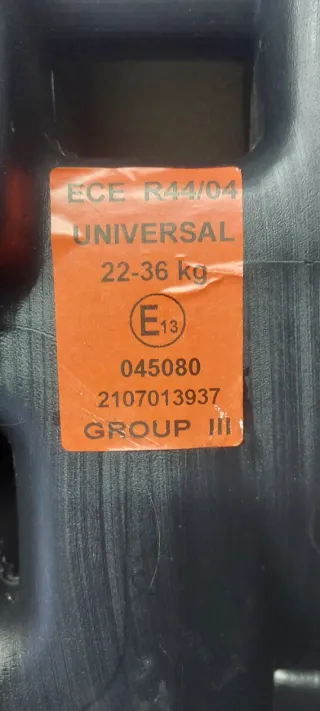 ECE R44/04
UNIVERSAL
22-36 kg
E13
045080
2107013937
GROUP III